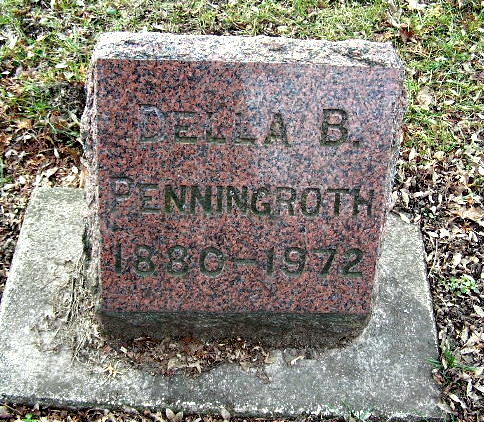 DELLA B.
PENNINGROTH
1880-1972